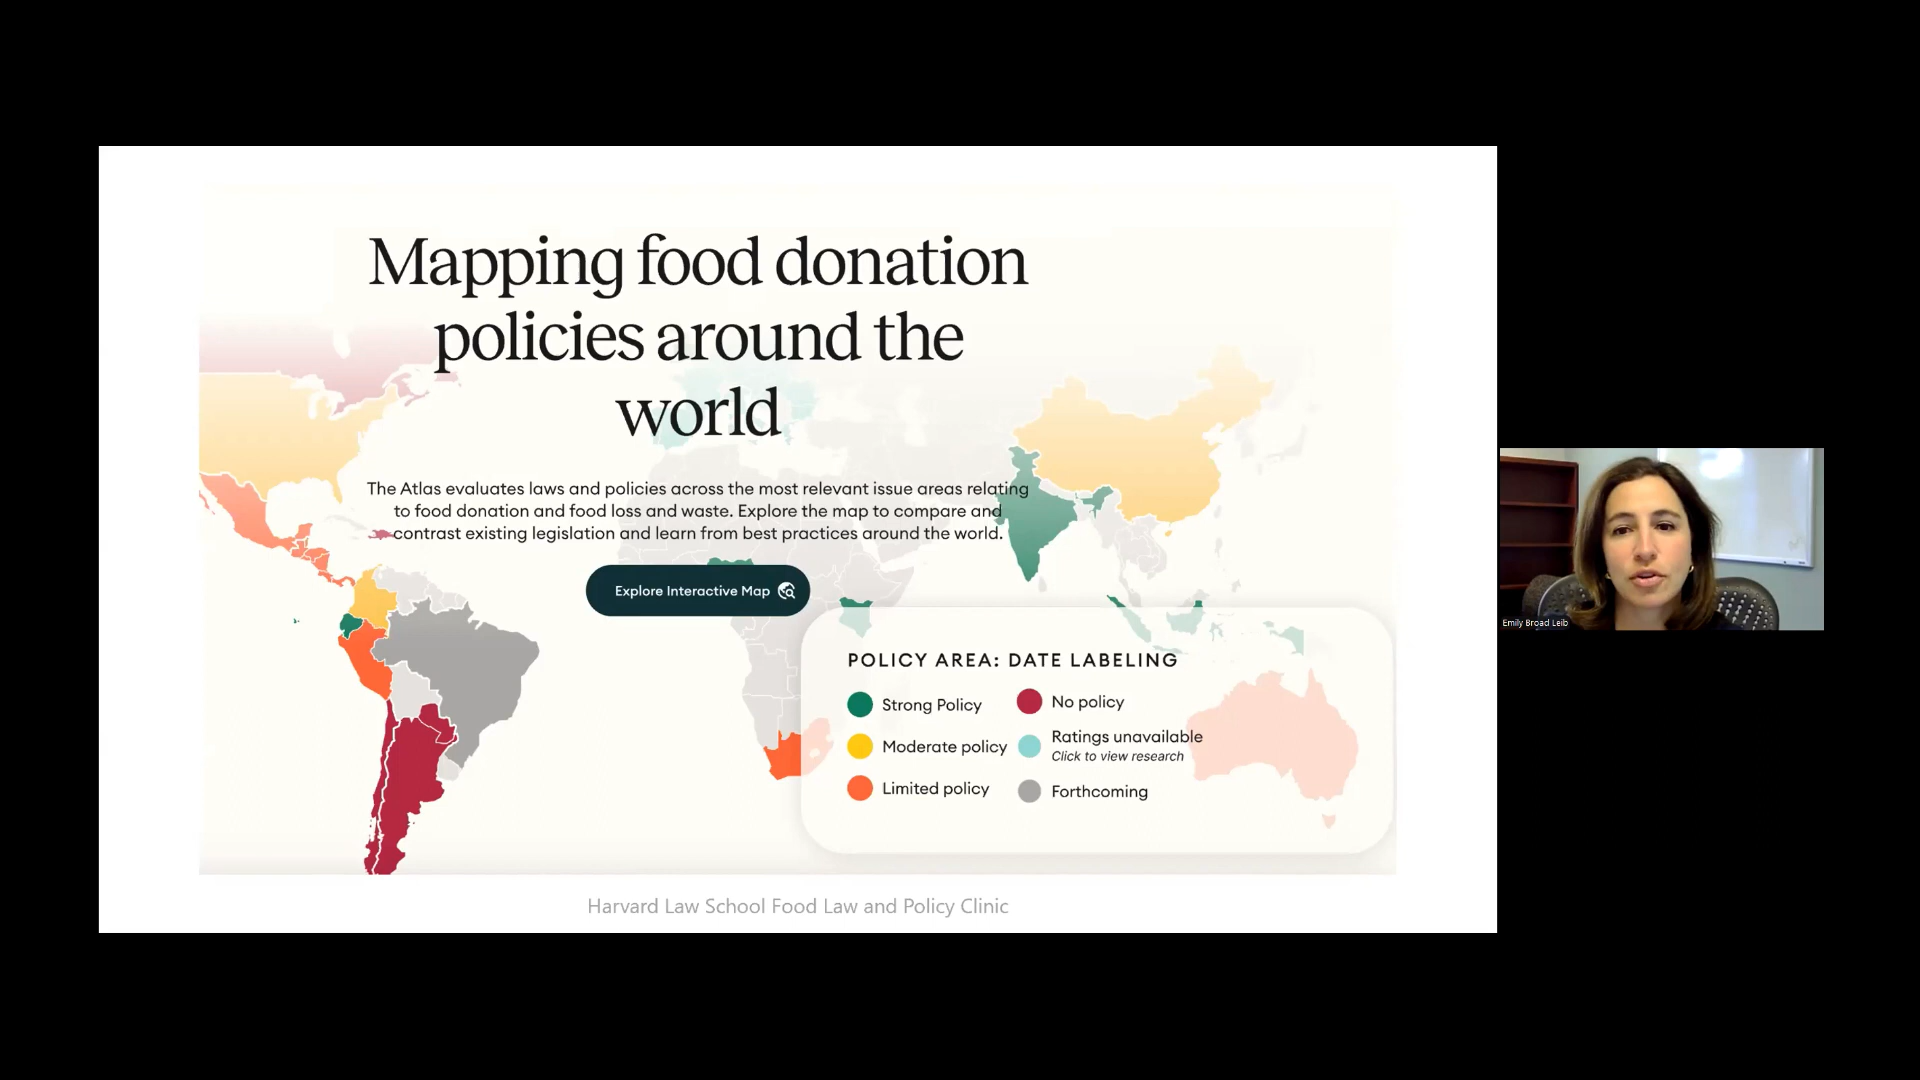 Mapping food donation
policies around the
world
The Atlas evaluates laws and policies across the most relevant issue areas relating
to food donation and food loss and waste. Explore the map to compare and
contrast existing legislation and learn from best practices around the world.
Explore Interactive Map
POLICY AREA: DATE LABELING
Strong Policy
Moderate policy
Limited policy
No policy
Ratings unavailable
Click to view research
Forthcoming
Harvard Law School Food Law and Policy Clinic
Emily Broad Leib